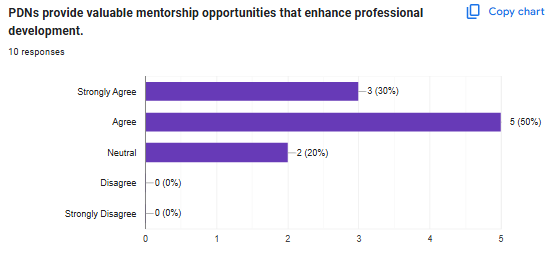 PDNs provide valuable mentorship opportunities that enhance professional
development.
Copy chart
10 responses
Strongly Agree 3 (30%)
Agree 5 (50%)
Neutral 2 (20%)
Disagree 0 (0%)
Strongly Disagree 0 (0%)
0 1 2 3 4 5